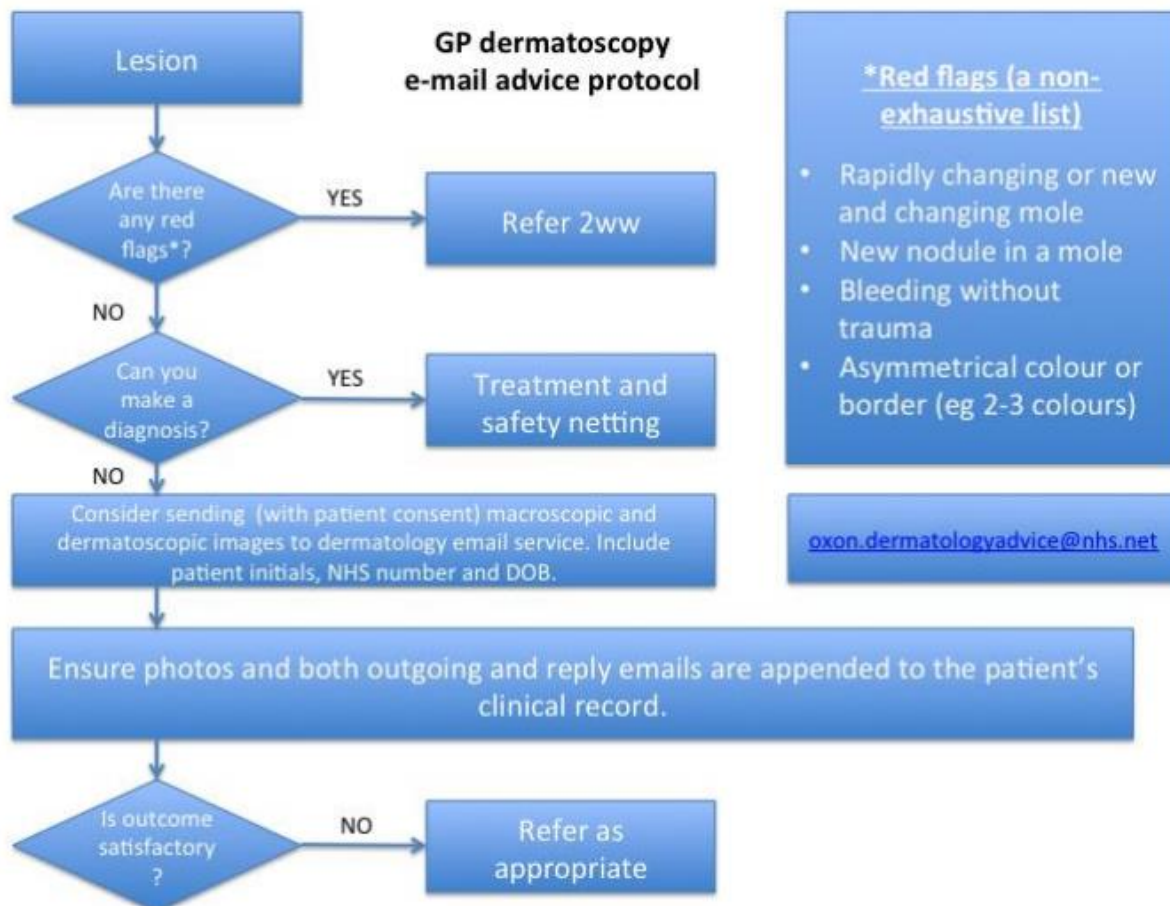 GP dermatoscopy
e-mail advice protocol
Lesion
Are there
any red
flags*?
YES
Refer 2ww
NO
Can you
make a
diagnosis?
YES
Treatment and
safety netting
NO
Consider sending (with patient consent) macroscopic and
dermatoscopic images to dermatology email service. Include
patient initials, NHS number and DOB.
Ensure photos and both outgoing and reply emails are appended to the patient's
clinical record.
Is outcome
satisfactory
?
NO
Refer as
appropriate
*Red flags (a non-
exhaustive list)
• Rapidly changing or new
and changing mole
• New nodule in a mole
• Bleeding without
trauma
• Asymmetrical colour or
border (eg 2-3 colours)
oxon.dermatologyadvice@nhs.net